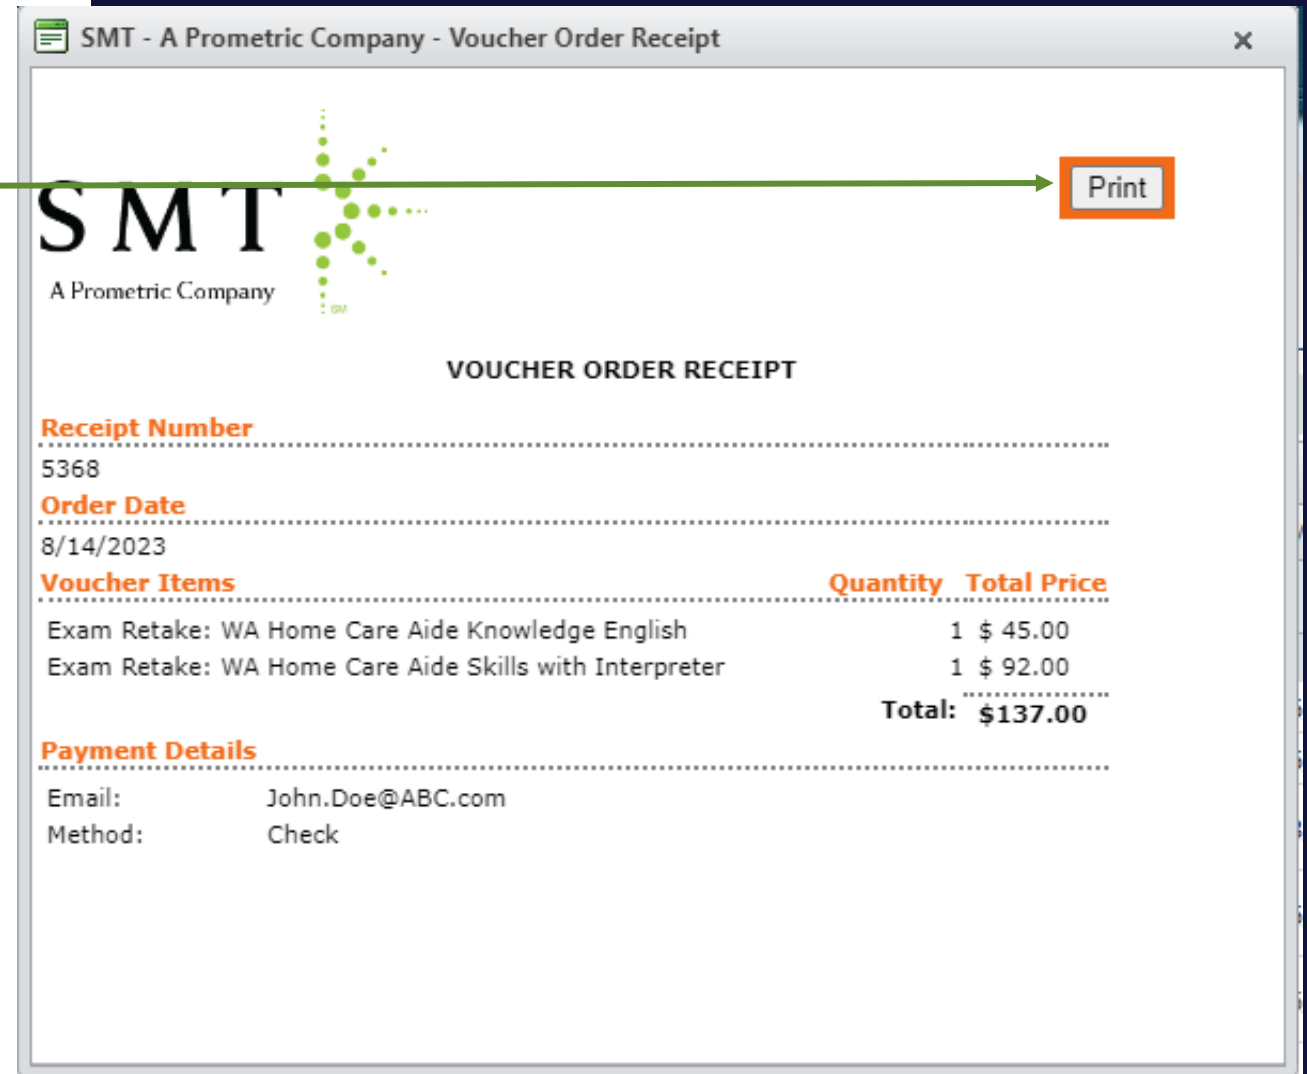 SMT - A Prometric Company - Voucher Order Receipt
Print
SMT
A Prometric Company
SM
VOUCHER ORDER RECEIPT
Receipt Number
5368
Order Date
8/14/2023
Voucher Items Quantity Total Price
Exam Retake: WA Home Care Aide Knowledge English 1 $ 45.00
Exam Retake: WA Home Care Aide Skills with Interpreter 1 $ 92.00
Total: $137.00
Payment Details
Email: John.Doe@ABC.com
Method: Check